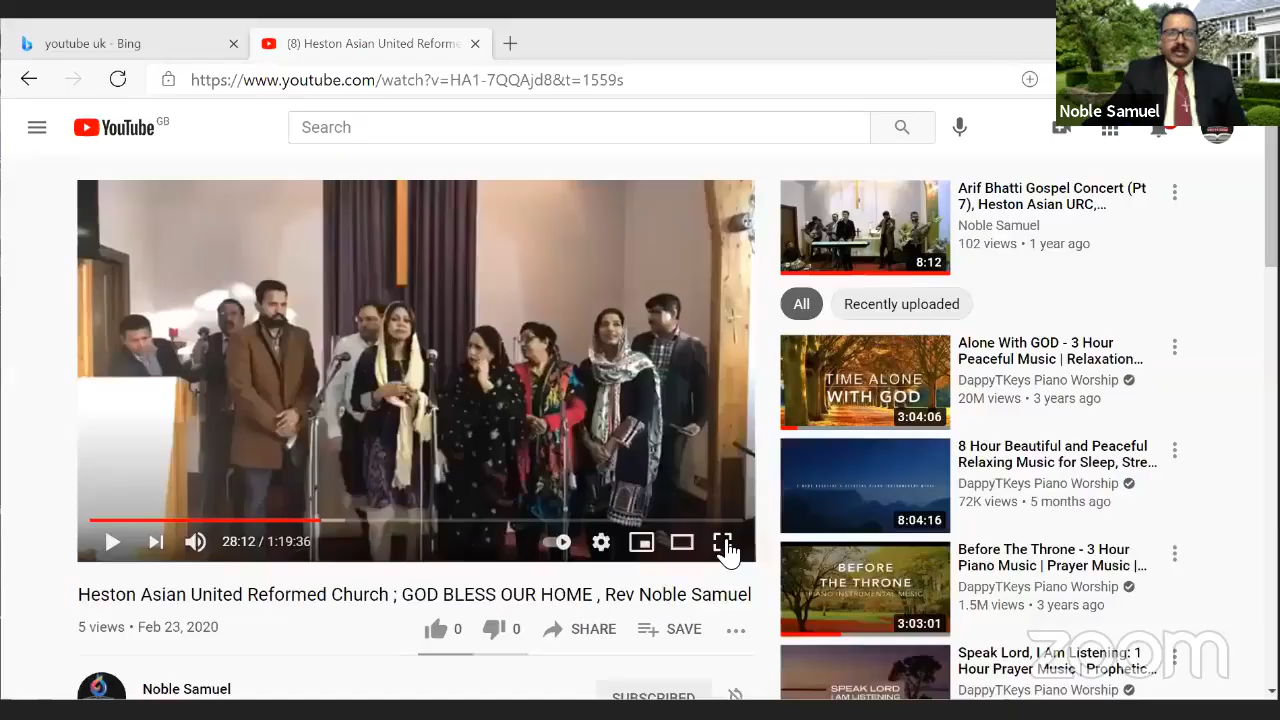 youtube uk - Bing
(8) Heston Asian United Reforme
https://www.youtube.com/watch?v=HA1-7QQAjd8&t=1559s
Noble Samuel
YouTube GB
Search
28:12 / 1:19:36
Heston Asian United Reformed Church ; GOD BLESS OUR HOME , Rev Noble Samuel
5 views • Feb 23, 2020
0
0
SHARE
SAVE
Noble Samuel
SUBSCRIBED
8:12
Arif Bhatti Gospel Concert (Pt
7), Heston Asian URC,...
Noble Samuel
102 views • 1 year ago
All
Recently uploaded
TIME ALONE
WITH GOD
3:04:06
Alone With GOD - 3 Hour
Peaceful Music | Relaxation...
DappyTKeys Piano Worship
20M views • 3 years ago
8:04:16
8 Hour Beautiful and Peaceful
Relaxing Music for Sleep, Stre...
DappyTKeys Piano Worship
72K views • 5 months ago
BEFORE
THE THRONE
PIANO INSTRUMENTAL MUSIC
3:03:01
Before The Throne - 3 Hour
Piano Music | Prayer Music |...
DappyTKeys Piano Worship
1.5M views • 3 years ago
SPEAK LORD
I AM LISTENING
Speak Lord, I Am Listening: 1
Hour Prayer Music | Prophetic...
DappyTKeys Piano Worship
zoom